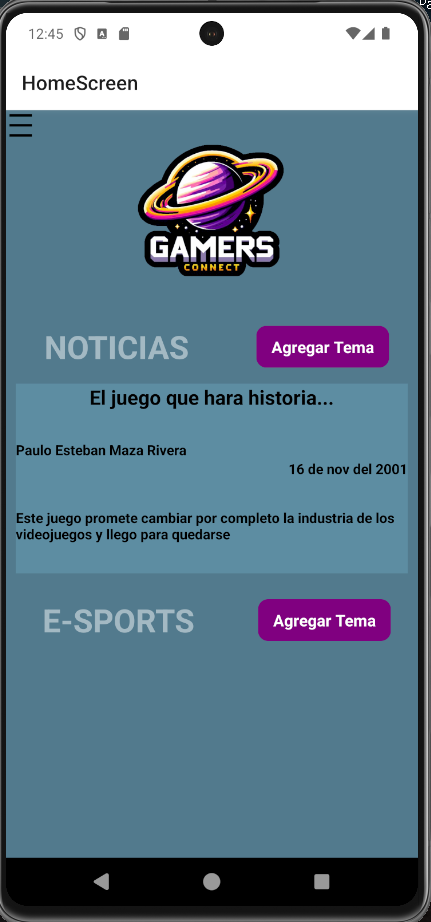 12:45
HomeScreen
GAMERS
CONNECT
NOTICIAS
Agregar Tema
El juego que hara historia...
Paulo Esteban Maza Rivera
16 de nov del 2001
Este juego promete cambiar por completo la industria de los
videojuegos y llego para quedarse
E-SPORTS
Agregar Tema